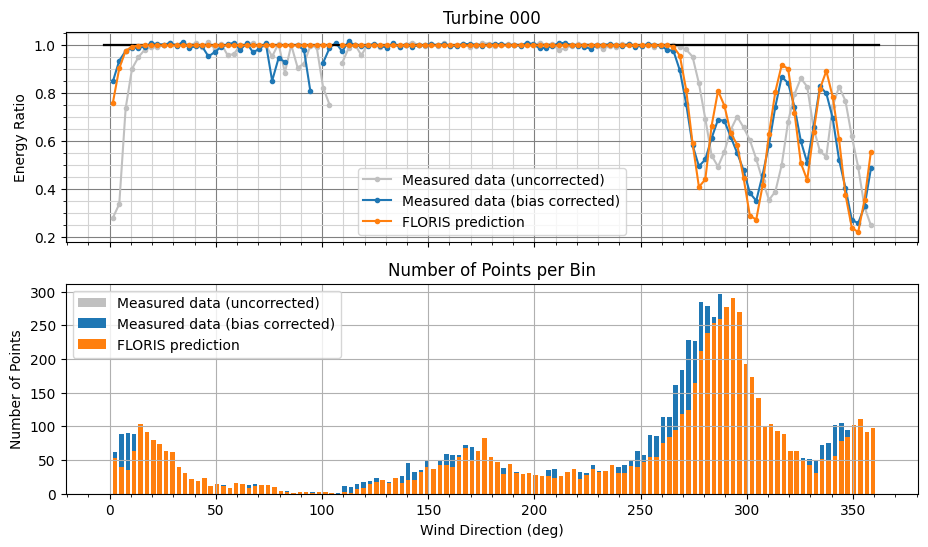 Turbine 000
1.0
0.8
0.6
0.4
0.2
Energy Ratio
Measured data (uncorrected)
Measured data (bias corrected)
FLORIS prediction
Number of Points per Bin
300
250
200
150
100
50
0
Number of Points
Measured data (uncorrected)
Measured data (bias corrected)
FLORIS prediction
0 50 100 150 200 250 300 350
Wind Direction (deg)